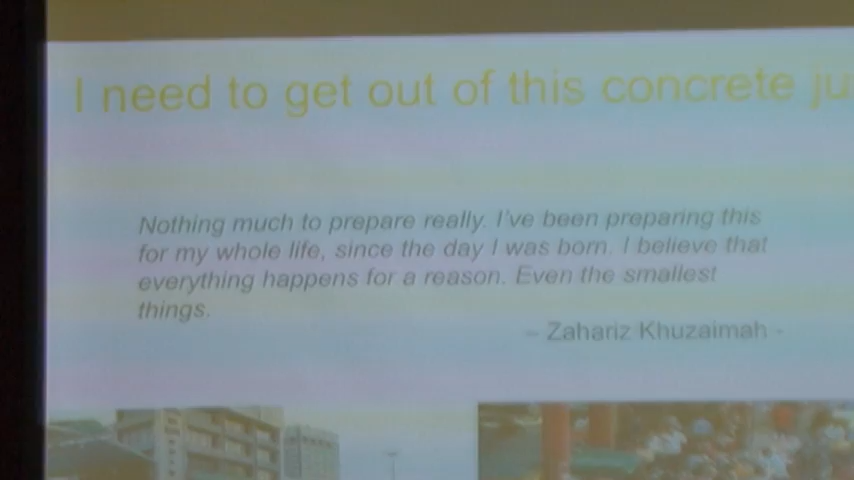 I need to get out of this concrete ju
Nothing much to prepare really. I've been preparing this
for my whole life, since the day I was born. I believe that
everything happens for a reason. Even the smallest
things.
– Zahariz Khuzaimah -